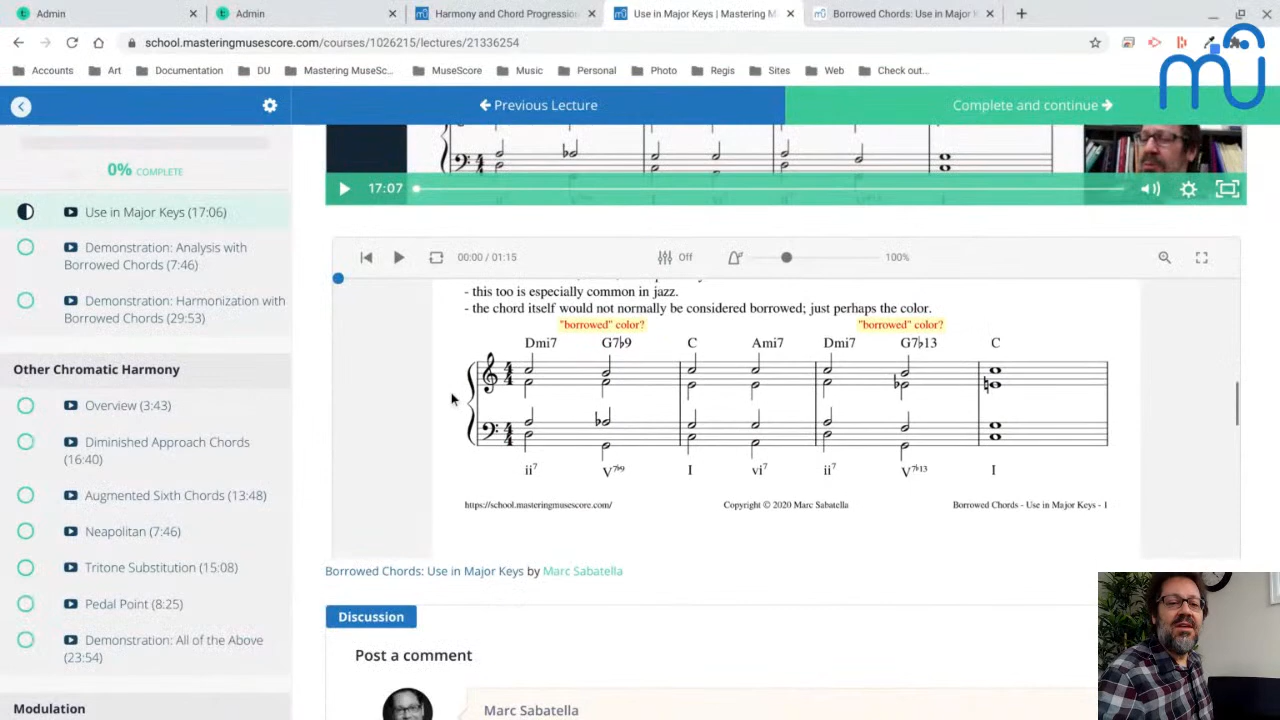 Admin
Admin
Harmony and Chord Progression
Use in Major Keys | Mastering M
Borrowed Chords: Use in Major K
school.masteringmusescore.com/courses/1026215/lectures/21336254
Accounts
Art
Documentation
DU
Mastering MuseSc...
MuseScore
Music
Personal
Photo
Regis
Sites
Web
Check out...
← Previous Lecture
Complete and continue →
0% COMPLETE
Use in Major Keys (17:06)
Demonstration: Analysis with
Borrowed Chords (7:46)
Demonstration: Harmonization with
Borrowed Chords (29:53)
Other Chromatic Harmony
Overview (3:43)
Diminished Approach Chords
(16:40)
Augmented Sixth Chords (13:48)
Neapolitan (7:46)
Tritone Substitution (15:08)
Pedal Point (8:25)
Demonstration: All of the Above
(23:54)
Modulation
17:07
00:00 / 01:15
Off
100%
- this too is especially common in jazz.
- the chord itself would not normally be considered borrowed; just perhaps the color.
"borrowed" color? "borrowed" color?
Dmi7 G7♭9 C Ami7 Dmi7 G7♭13 C
ii7 V7♭9 I vi7 ii7 V7♭13 I
https://school.masteringmusescore.com/ Copyright © 2020 Marc Sabatella Borrowed Chords - Use in Major Keys - 1
Borrowed Chords: Use in Major Keys by Marc Sabatella
Discussion
Post a comment
Marc Sabatella